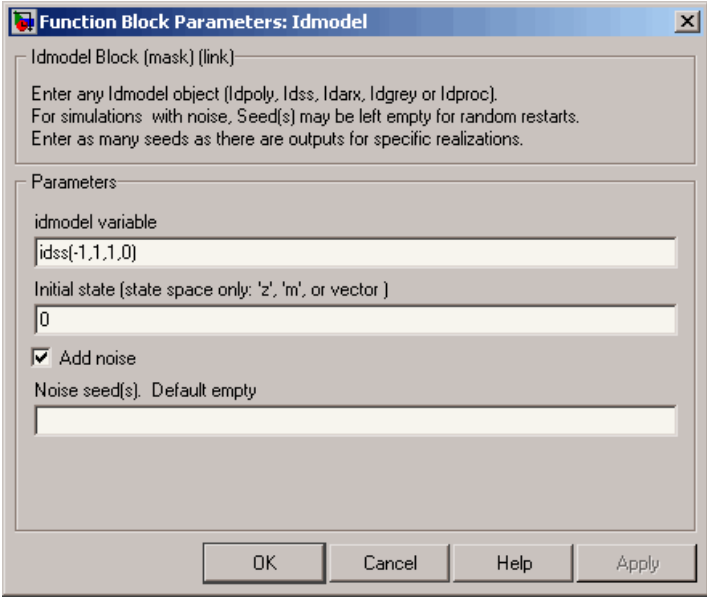 Function Block Parameters: Idmodel
Idmodel Block (mask) (link)
Enter any Idmodel object (Idpoly, Idss, Idarx, Idgrey or Idproc).
For simulations  with noise, Seed(s) may be left empty for random restarts.
Enter as many seeds as there are outputs for specific realizations.
Parameters
idmodel variable
idss(-1,1,1,0)
Initial state (state space only: 'z', 'm', or vector )
0
Add noise
Noise seed(s).  Default empty
OK Cancel Help Apply